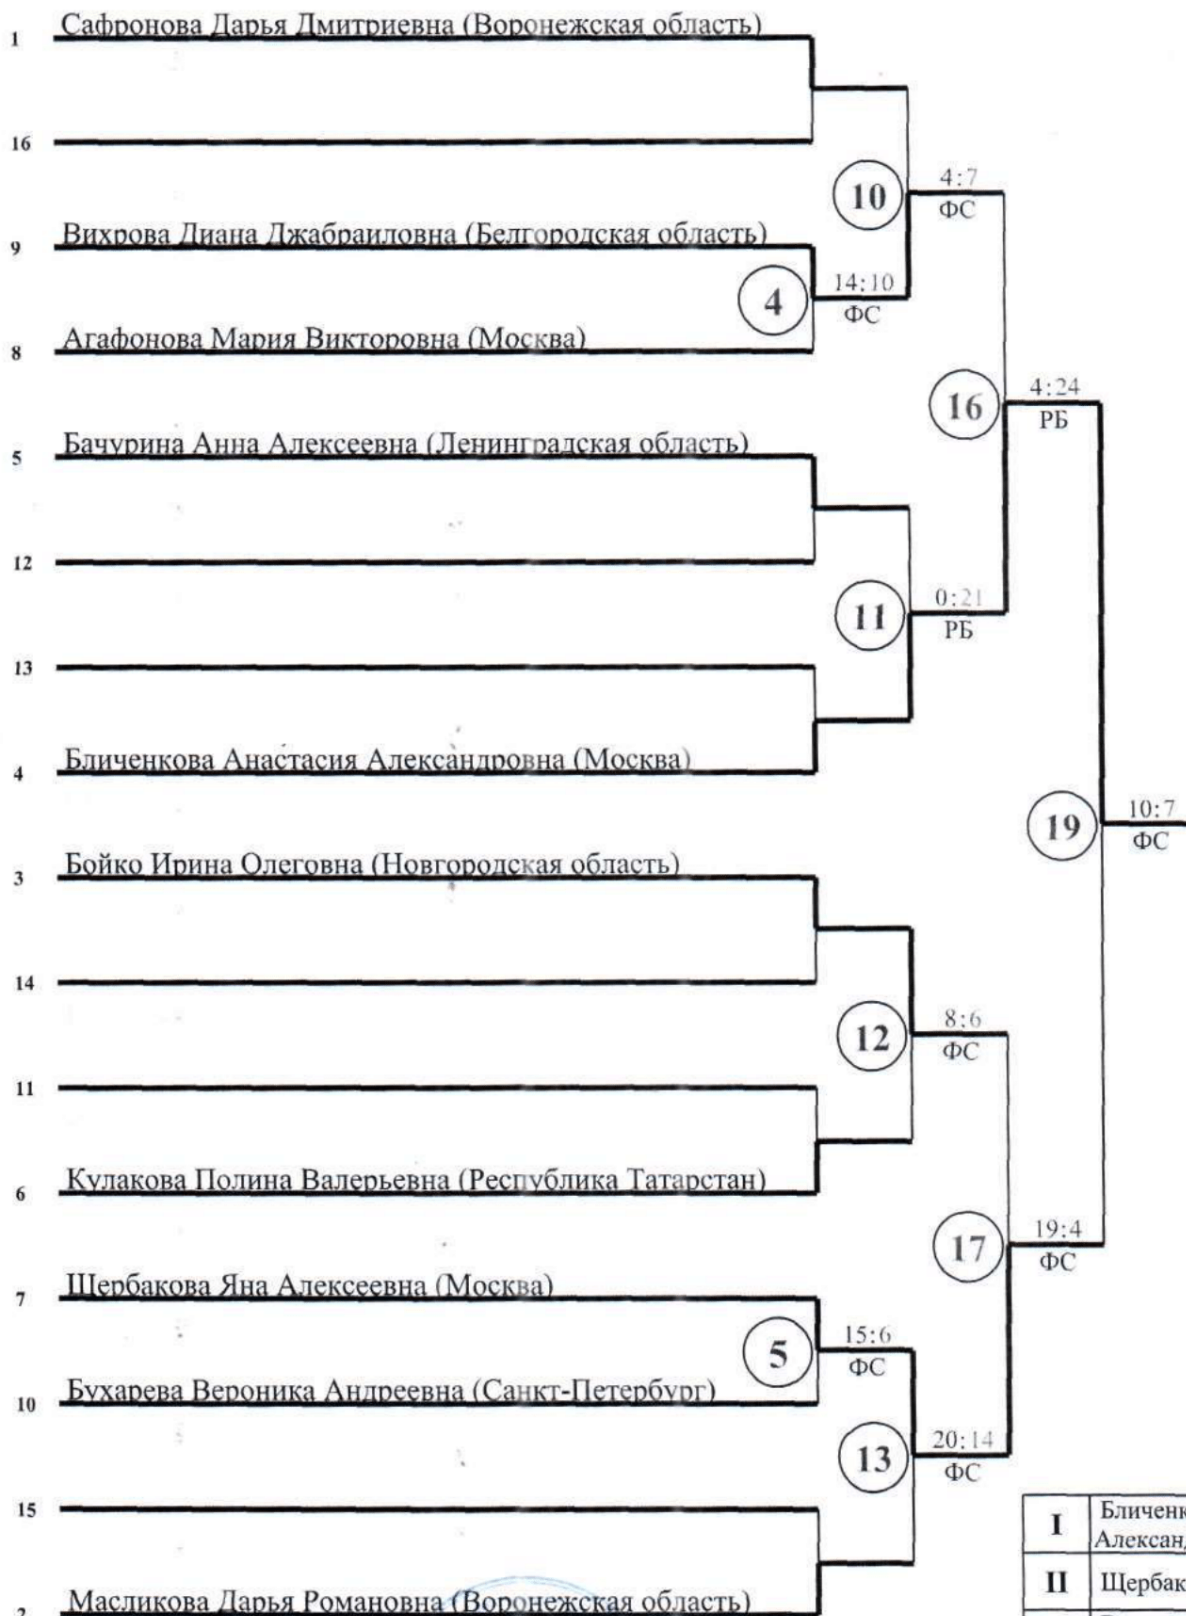 1 Сафронова Дарья Дмитриевна (Воронежская область)
16
10 4:7
ФС
9 Вихрова Диана Джабраиловна (Белгородская область)
4 14:10
ФС
8 Агафонова Мария Викторовна (Москва)
16 4:24
РБ
5 Бачурина Анна Алексеевна (Ленинградская область)
12
11 0:21
РБ
13
4 Бличенкова Анастасия Александровна (Москва)
19 10:7
ФС
3 Бойко Ирина Олеговна (Новгородская область)
14
12 8:6
ФС
11
6 Кулакова Полина Валерьевна (Республика Татарстан)
17 19:4
ФС
7 Щербакова Яна Алексеевна (Москва)
5 15:6
ФС
10 Бухарева Вероника Андреевна (Санкт-Петербург)
13 20:14
ФС
15
2 Масликова Дарья Романовна (Воронежская область)
I Бличенк
Александ
II Щербак